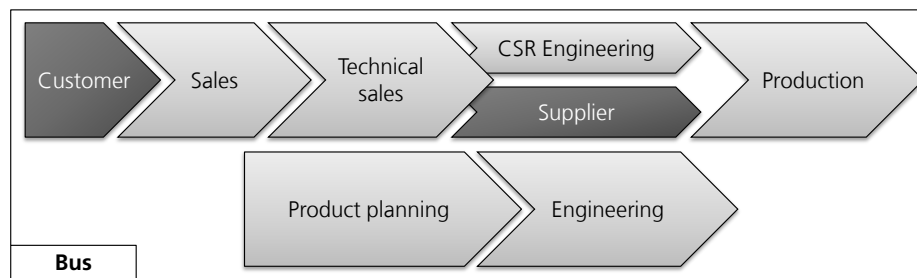 Customer
Sales
Technical
sales
CSR Engineering
Supplier
Production
Product planning
Engineering
Bus